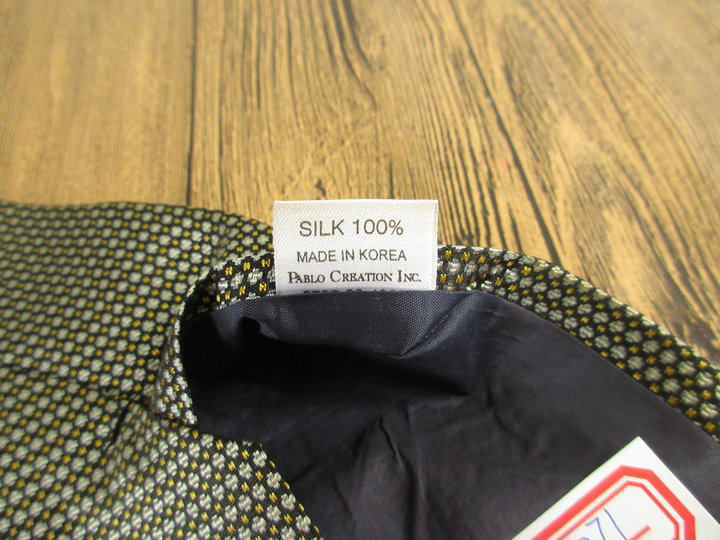 SILK 100%
MADE IN KOREA
PABLO CREATION INC.